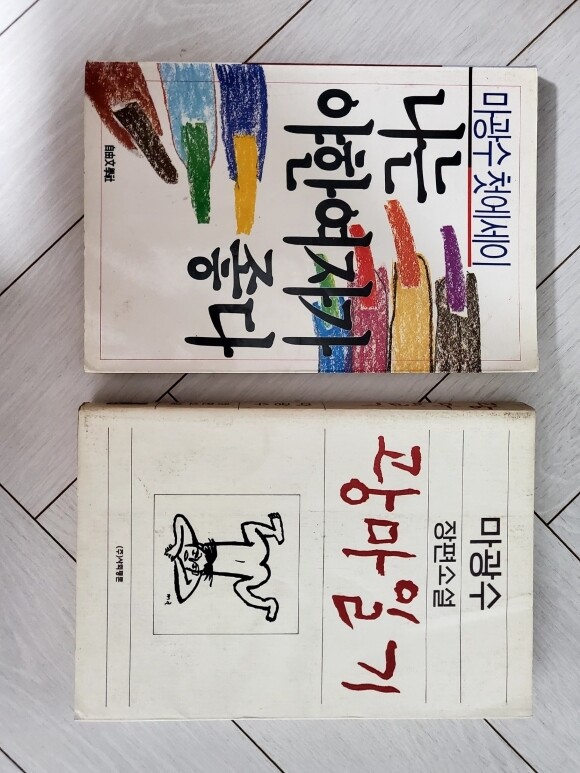 마광수 첫에세이
나는
야한여자가
좋다
自由文學社
마광수
장편소설
광마일기
(주)사회평론